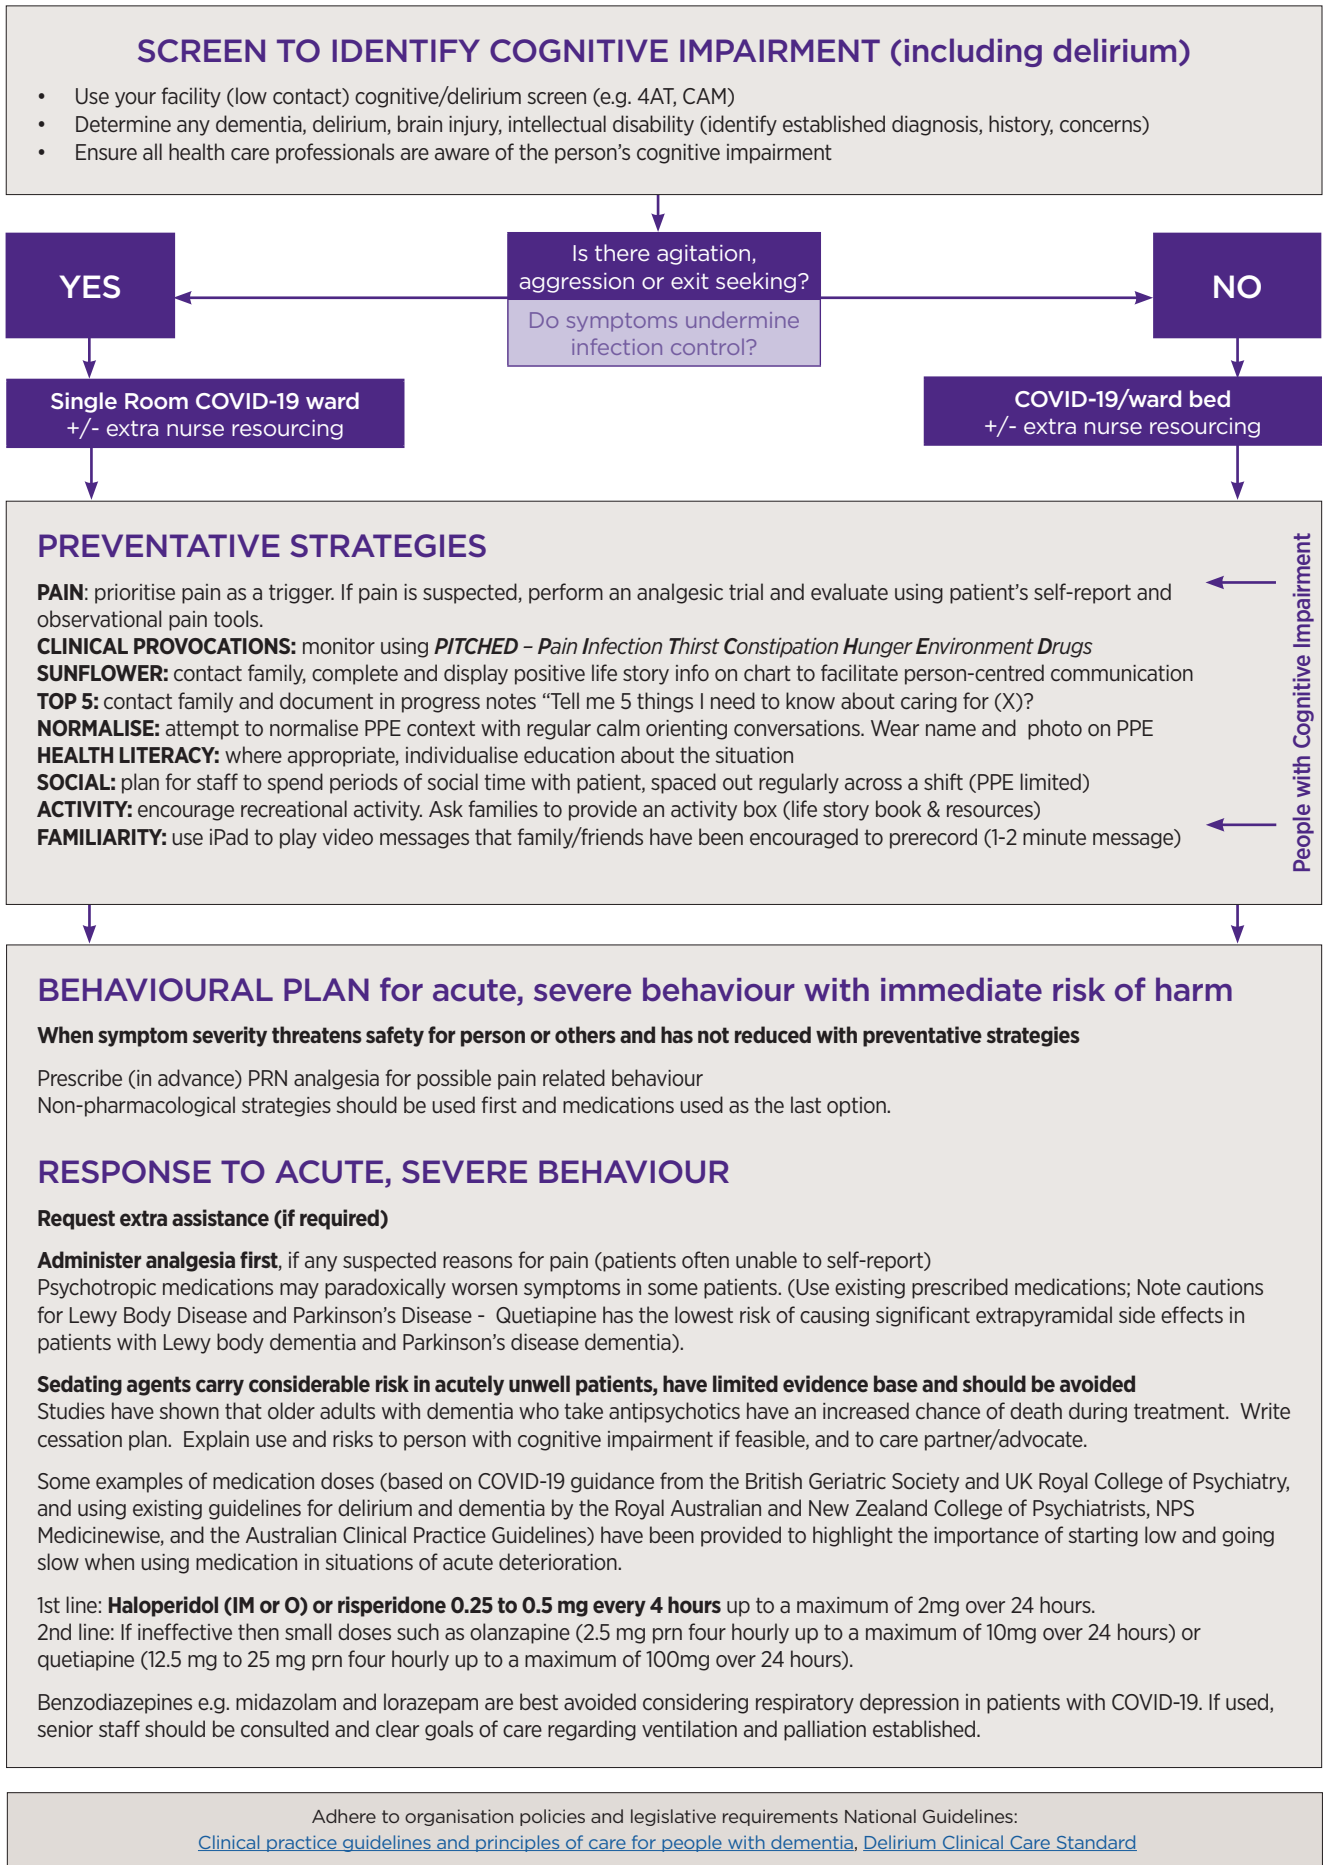 SCREEN TO IDENTIFY COGNITIVE IMPAIRMENT (including delirium)
• Use your facility (low contact) cognitive/delirium screen (e.g. 4AT, CAM)
• Determine any dementia, delirium, brain injury, intellectual disability (identify established diagnosis, history, concerns)
• Ensure all health care professionals are aware of the person's cognitive impairment
YES
Is there agitation,
aggression or exit seeking?
Do symptoms undermine
infection control?
NO
Single Room COVID-19 ward
+/- extra nurse resourcing
COVID-19/ward bed
+/- extra nurse resourcing
PREVENTATIVE STRATEGIES
PAIN: prioritise pain as a trigger. If pain is suspected, perform an analgesic trial and evaluate using patient's self-report and
observational pain tools.
CLINICAL PROVOCATIONS: monitor using PITCHED – Pain Infection Thirst Constipation Hunger Environment Drugs
SUNFLOWER: contact family, complete and display positive life story info on chart to facilitate person-centred communication
TOP 5: contact family and document in progress notes "Tell me 5 things I need to know about caring for (X)?
NORMALISE: attempt to normalise PPE context with regular calm orienting conversations. Wear name and photo on PPE
HEALTH LITERACY: where appropriate, individualise education about the situation
SOCIAL: plan for staff to spend periods of social time with patient, spaced out regularly across a shift (PPE limited)
ACTIVITY: encourage recreational activity. Ask families to provide an activity box (life story book & resources)
FAMILIARITY: use iPad to play video messages that family/friends have been encouraged to prerecord (1-2 minute message)
People with Cognitive Impairment
BEHAVIOURAL PLAN for acute, severe behaviour with immediate risk of harm
When symptom severity threatens safety for person or others and has not reduced with preventative strategies
Prescribe (in advance) PRN analgesia for possible pain related behaviour
Non-pharmacological strategies should be used first and medications used as the last option.
RESPONSE TO ACUTE, SEVERE BEHAVIOUR
Request extra assistance (if required)
Administer analgesia first, if any suspected reasons for pain (patients often unable to self-report)
Psychotropic medications may paradoxically worsen symptoms in some patients. (Use existing prescribed medications; Note cautions
for Lewy Body Disease and Parkinson's Disease - Quetiapine has the lowest risk of causing significant extrapyramidal side effects in
patients with Lewy body dementia and Parkinson's disease dementia).
Sedating agents carry considerable risk in acutely unwell patients, have limited evidence base and should be avoided
Studies have shown that older adults with dementia who take antipsychotics have an increased chance of death during treatment. Write
cessation plan. Explain use and risks to person with cognitive impairment if feasible, and to care partner/advocate.
Some examples of medication doses (based on COVID-19 guidance from the British Geriatric Society and UK Royal College of Psychiatry,
and using existing guidelines for delirium and dementia by the Royal Australian and New Zealand College of Psychiatrists, NPS
Medicinewise, and the Australian Clinical Practice Guidelines) have been provided to highlight the importance of starting low and going
slow when using medication in situations of acute deterioration.
1st line: Haloperidol (IM or O) or risperidone 0.25 to 0.5 mg every 4 hours up to a maximum of 2mg over 24 hours.
2nd line: If ineffective then small doses such as olanzapine (2.5 mg prn four hourly up to a maximum of 10mg over 24 hours) or
quetiapine (12.5 mg to 25 mg prn four hourly up to a maximum of 100mg over 24 hours).
Benzodiazepines e.g. midazolam and lorazepam are best avoided considering respiratory depression in patients with COVID-19. If used,
senior staff should be consulted and clear goals of care regarding ventilation and palliation established.
Adhere to organisation policies and legislative requirements National Guidelines:
Clinical practice guidelines and principles of care for people with dementia, Delirium Clinical Care Standard